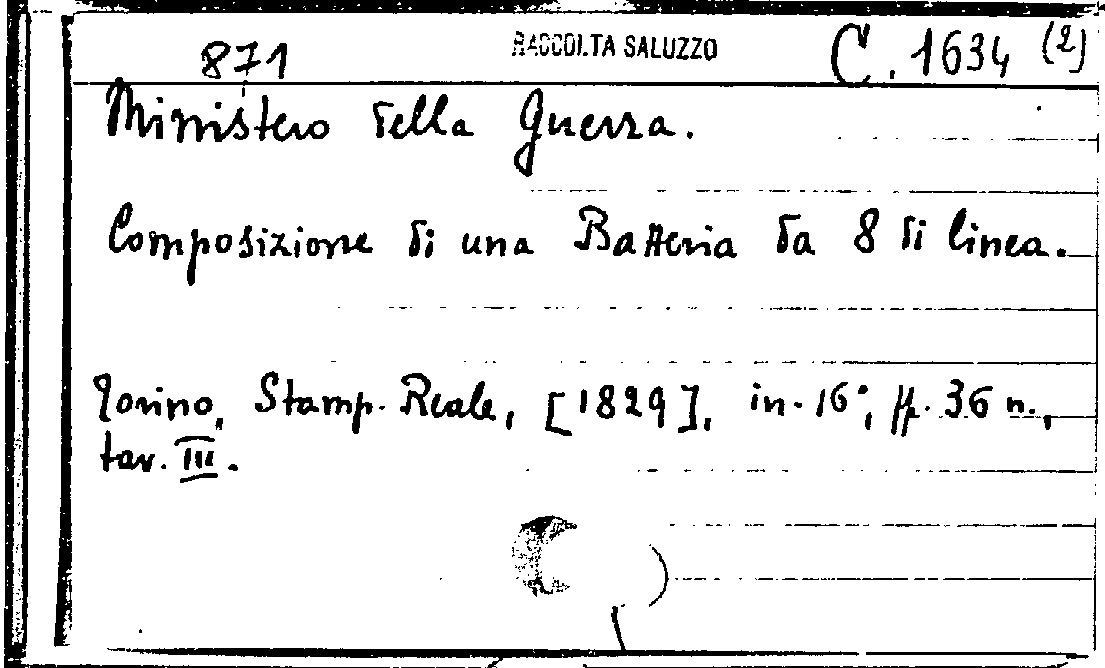 871 RACCOLTA SALUZZO C. 1634 (2)
Ministero della Guerra.
Composizione di una Batteria da 8 di linea.
Torino, Stamp. Reale, [1829], in-16°, ff. 36 n.,
tav. III.